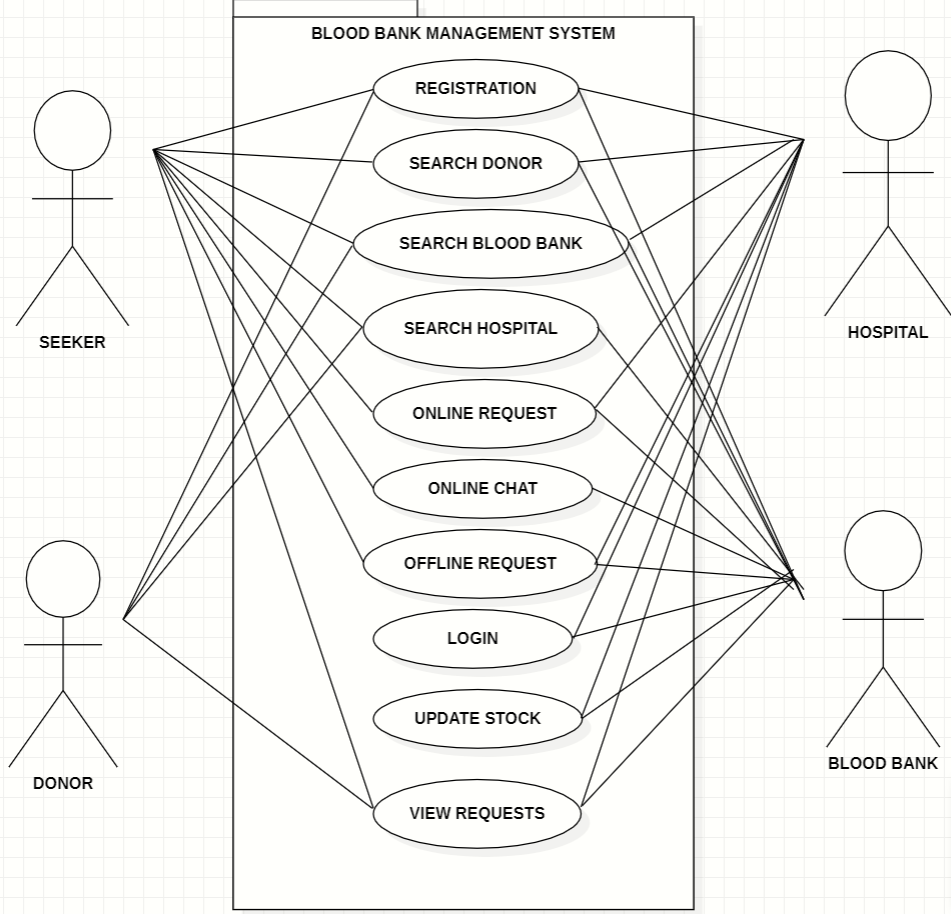 BLOOD BANK MANAGEMENT SYSTEM
REGISTRATION
SEARCH DONOR
SEARCH BLOOD BANK
SEARCH HOSPITAL
SEEKER
HOSPITAL
ONLINE REQUEST
ONLINE CHAT
OFFLINE REQUEST
LOGIN
UPDATE STOCK
DONOR
BLOOD BANK
VIEW REQUESTS